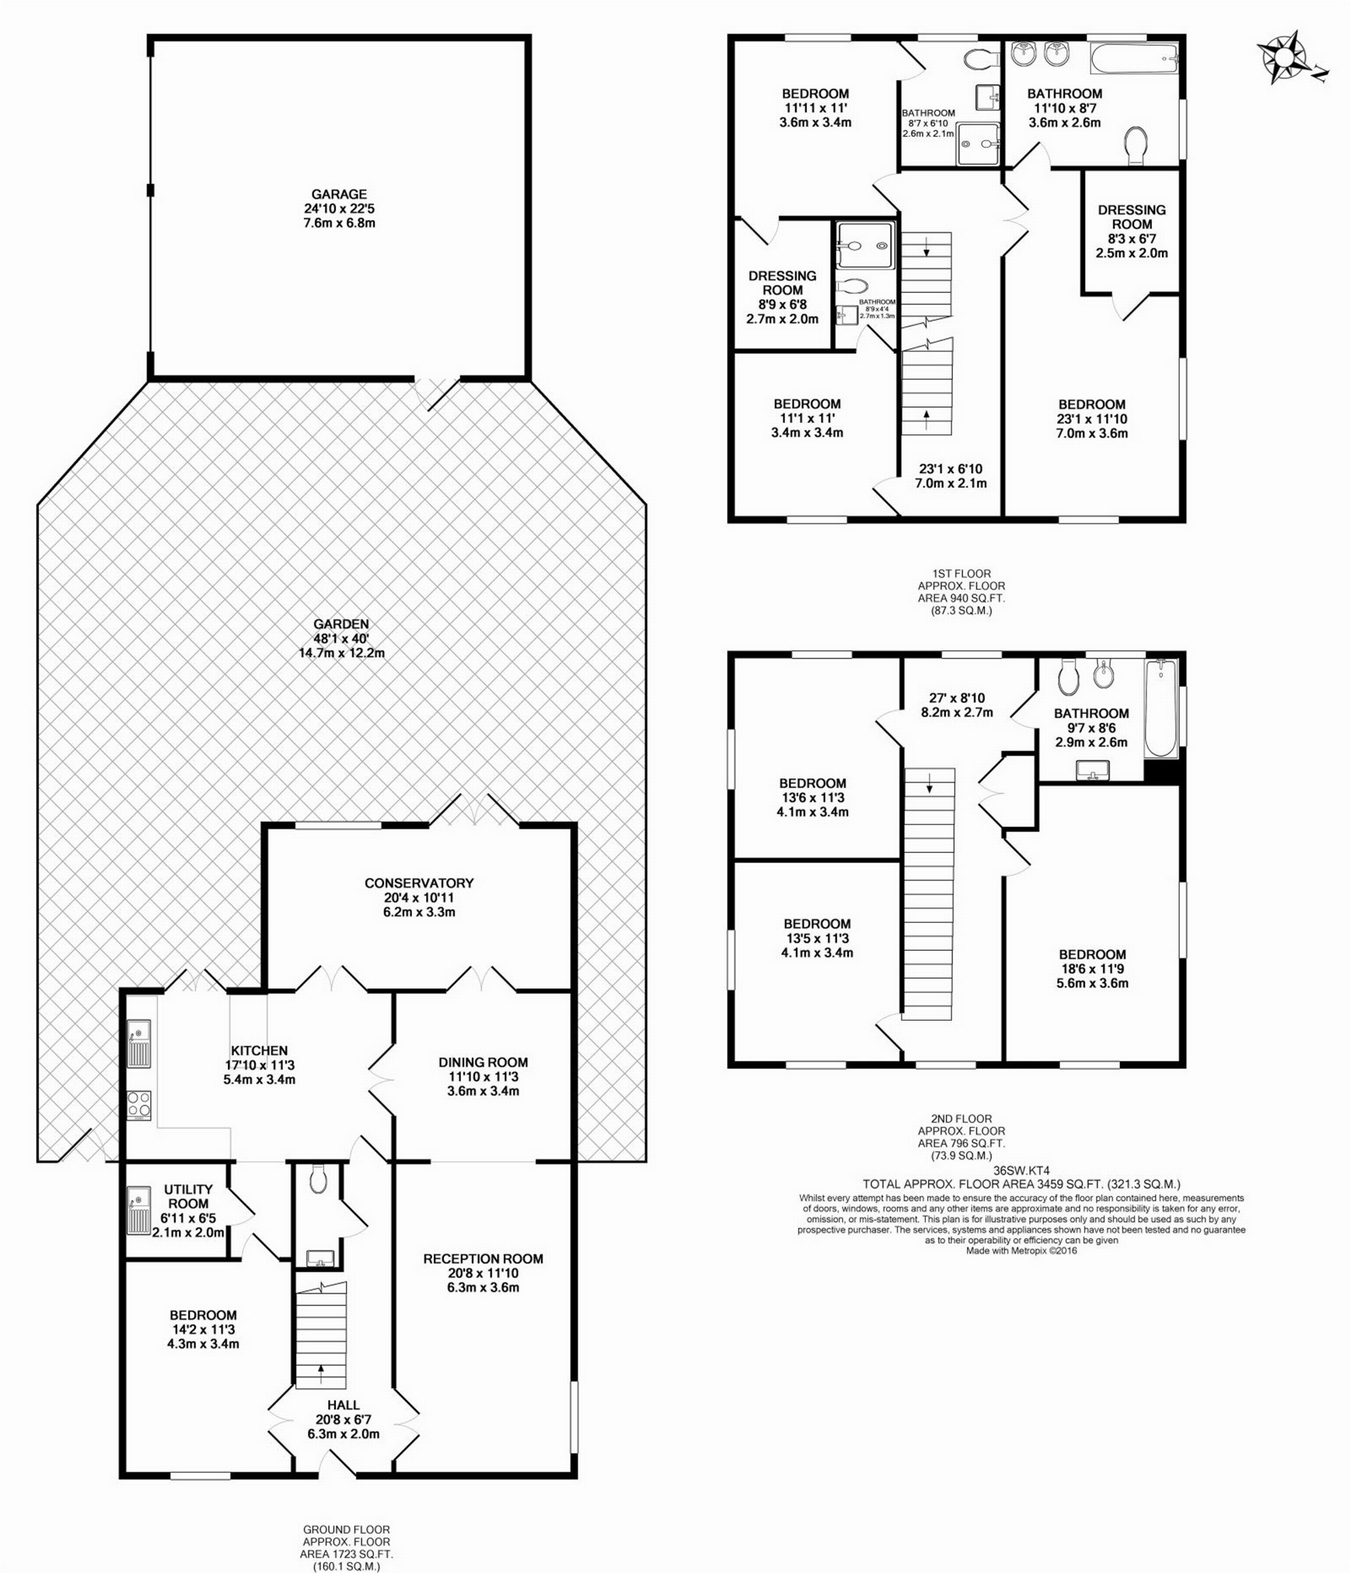 GARAGE
24'10 x 22'5
7.6m x 6.8m
GARDEN
48'1 x 40'
14.7m x 12.2m
CONSERVATORY
20'4 x 10'11
6.2m x 3.3m
KITCHEN
17'10 x 11'3
5.4m x 3.4m
DINING ROOM
11'10 x 11'3
3.6m x 3.4m
UTILITY
ROOM
6'11 x 6'5
2.1m x 2.0m
RECEPTION ROOM
20'8 x 11'10
6.3m x 3.6m
BEDROOM
14'2 x 11'3
4.3m x 3.4m
HALL
20'8 x 6'7
6.3m x 2.0m
GROUND FLOOR
APPROX. FLOOR
AREA 1723 SQ.FT.
(160.1 SQ.M.)
N
BEDROOM
11'11 x 11'
3.6m x 3.4m
BATHROOM
8'7 x 6'10
2.6m x 2.1m
BATHROOM
11'10 x 8'7
3.6m x 2.6m
DRESSING
ROOM
8'3 x 6'7
2.5m x 2.0m
DRESSING
ROOM
8'9 x 6'8
2.7m x 2.0m
BATHROOM
8'9 x 4'4
2.7m x 1.3m
BEDROOM
11'1 x 11'
3.4m x 3.4m
BEDROOM
23'1 x 11'10
7.0m x 3.6m
23'1 x 6'10
7.0m x 2.1m
1ST FLOOR
APPROX. FLOOR
AREA 940 SQ.FT.
(87.3 SQ.M.)
27' x 8'10
8.2m x 2.7m
BATHROOM
9'7 x 8'6
2.9m x 2.6m
BEDROOM
13'6 x 11'3
4.1m x 3.4m
BEDROOM
13'5 x 11'3
4.1m x 3.4m
BEDROOM
18'6 x 11'9
5.6m x 3.6m
2ND FLOOR
APPROX. FLOOR
AREA 796 SQ.FT.
(73.9 SQ.M.)
36SW.KT4
TOTAL APPROX. FLOOR AREA 3459 SQ.FT. (321.3 SQ.M.)
Whilst every attempt has been made to ensure the accuracy of the floor plan contained here, measurements
of doors, windows, rooms and any other items are approximate and no responsibility is taken for any error,
omission, or mis-statement. This plan is for illustrative purposes only and should be used as such by any
prospective purchaser. The services, systems and appliances shown have not been tested and no guarantee
as to their operability or efficiency can be given
Made with Metropix ©2016